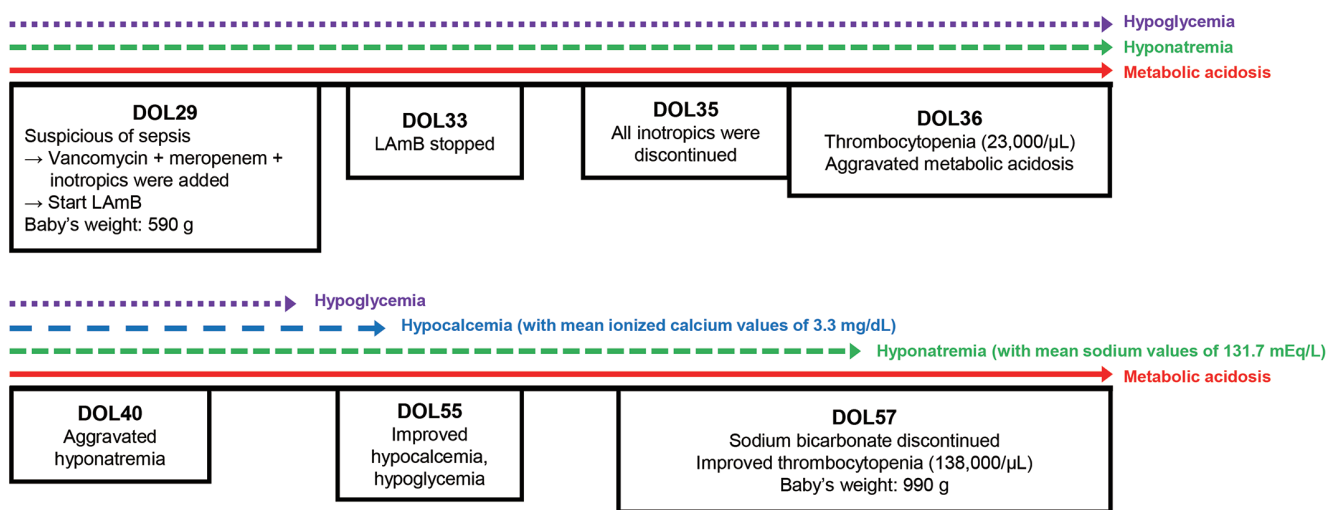 Hypoglycemia
Hyponatremia
Metabolic acidosis
DOL29
Suspicious of sepsis
→ Vancomycin + meropenem +
inotropics were added
→ Start LAmB
Baby's weight: 590 g
DOL33
LAmB stopped
DOL35
All inotropics were
discontinued
DOL36
Thrombocytopenia (23,000/µL)
Aggravated metabolic acidosis
Hypoglycemia
Hypocalcemia (with mean ionized calcium values of 3.3 mg/dL)
Hyponatremia (with mean sodium values of 131.7 mEq/L)
Metabolic acidosis
DOL40
Aggravated
hyponatremia
DOL55
Improved
hypocalcemia,
hypoglycemia
DOL57
Sodium bicarbonate discontinued
Improved thrombocytopenia (138,000/µL)
Baby's weight: 990 g